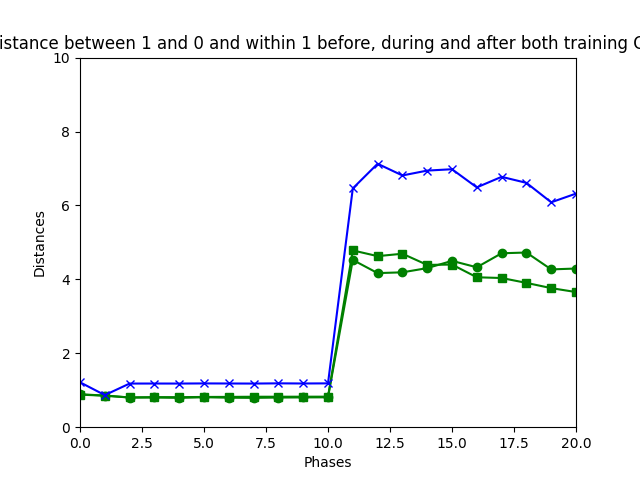 istance between 1 and 0 and within 1 before, during and after both training
10
8
6
4
2
0
Distances
0.0 2.5 5.0 7.5 10.0 12.5 15.0 17.5 20.0
Phases